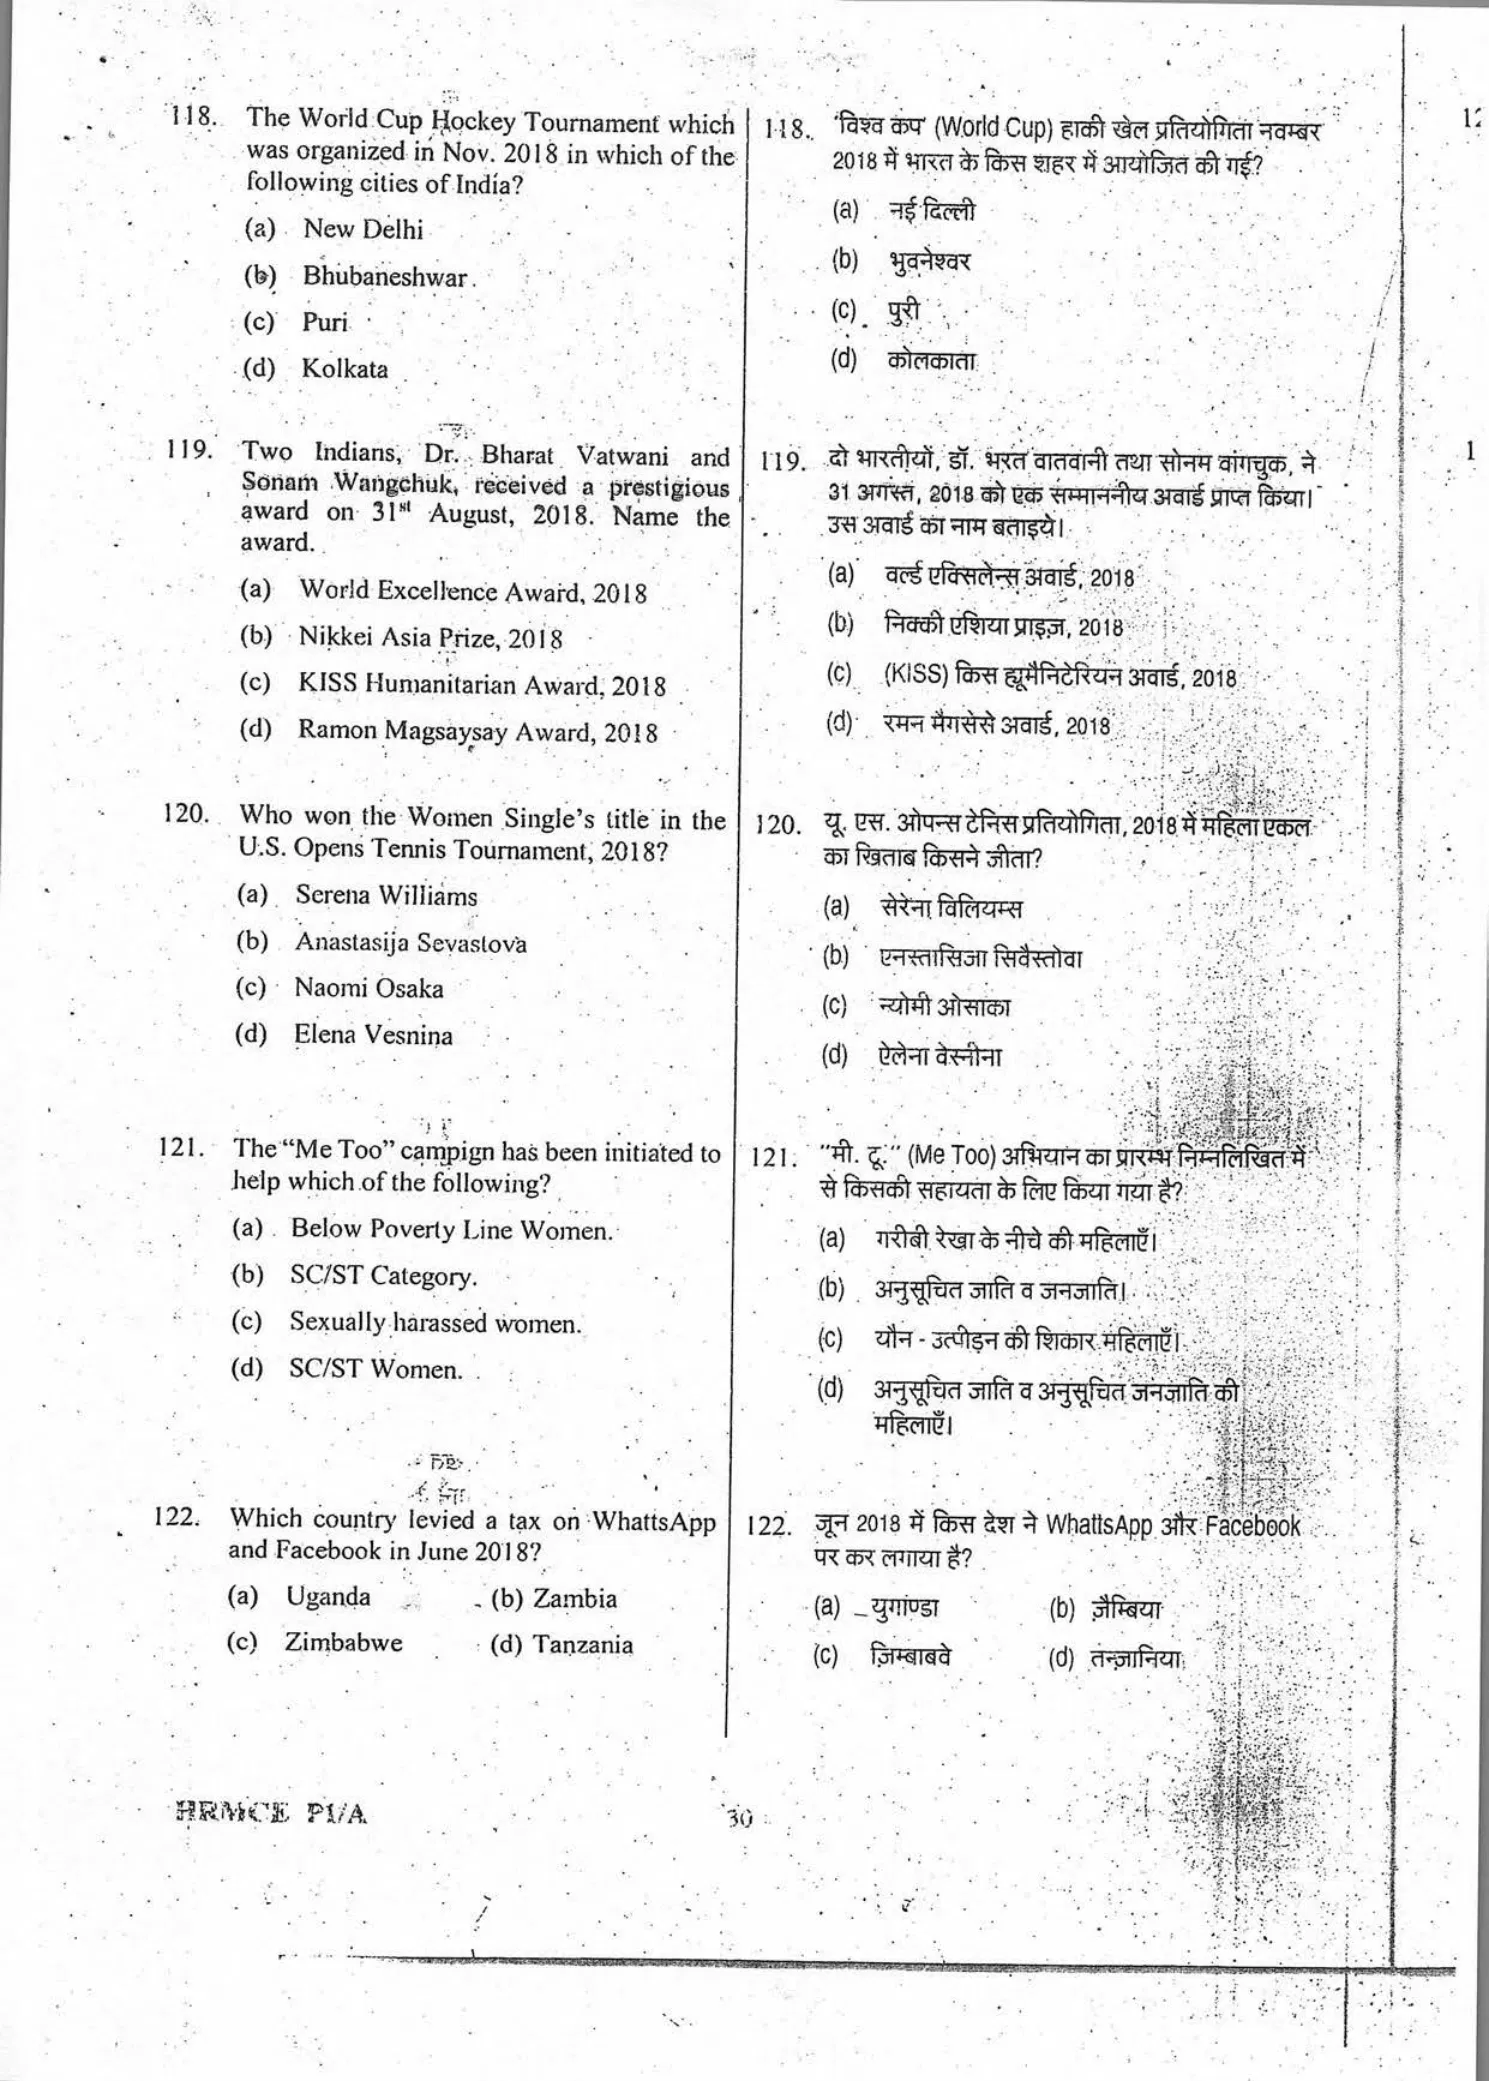 118. The World Cup Hockey Tournament which
was organized in Nov. 2018 in which of the
following cities of India?
(a) New Delhi
(b) Bhubaneshwar.
(c) Puri
(d) Kolkata
119. Two Indians, Dr. Bharat Vatwani and
Sonam Wangchuk, received a prestigious
award on 31st August, 2018. Name the
award.
(a) World Excellence Award, 2018
(b) Nikkei Asia Prize, 2018
(c) KISS Humanitarian Award, 2018
(d) Ramon Magsaysay Award, 2018
120. Who won the Women Single's title in the
U.S. Opens Tennis Tournament, 2018?
(a) Serena Williams
(b) Anastasija Sevastova
(c) Naomi Osaka
(d) Elena Vesnina
121. The "Me Too" campign has been initiated to
help which of the following?
(a) Below Poverty Line Women.
(b) SC/ST Category.
(c) Sexually harassed women.
(d) SC/ST Women.
122. Which country levied a tax on WhattsApp
and Facebook in June 2018?
(a) Uganda (b) Zambia
(c) Zimbabwe (d) Tanzania
118. 'विश्व कप' (World Cup) हाकी खेल प्रतियोगिता नवम्बर
2018 में भारत के किस शहर में आयोजित की गई?
(a) नई दिल्ली
(b) भुवनेश्वर
(c) पुरी
(d) कोलकाता
119. दो भारतीयों, डॉ. भरत वातवानी तथा सोनम वांगचुक, ने
31 अगस्त, 2018 को एक सम्माननीय अवार्ड प्राप्त किया।
उस अवार्ड का नाम बताइये।
(a) वर्ल्ड एक्सिलेन्स अवार्ड, 2018
(b) निक्की एशिया प्राइज़, 2018
(c) (KISS) किस ह्यूमैनिटेरियन अवार्ड, 2018
(d) रमन मैगसेसे अवार्ड, 2018
120. यू. एस. ओपन्स टेनिस प्रतियोगिता, 2018 में महिला एकल
का खिताब किसने जीता?
(a) सेरेना विलियम्स
(b) एनस्तासिजा सिवैस्तोवा
(c) न्योमी ओसाका
(d) ऐलेना वेस्नीना
121. "मी. टू." (Me Too) अभियान का प्रारम्भ निम्नलिखित में
से किसकी सहायता के लिए किया गया है?
(a) गरीबी रेखा के नीचे की महिलाएँ।
(b) अनुसूचित जाति व जनजाति।
(c) यौन - उत्पीड़न की शिकार महिलाएँ।
(d) अनुसूचित जाति व अनुसूचित जनजाति की
महिलाएँ।
122. जून 2018 में किस देश ने WhattsApp और Facebook
पर कर लगाया है?
(a) युगांण्डा (b) ज़ैम्बिया
(c) ज़िम्बाबवे (d) तन्ज़ानिया
HRMCE P1/A
30